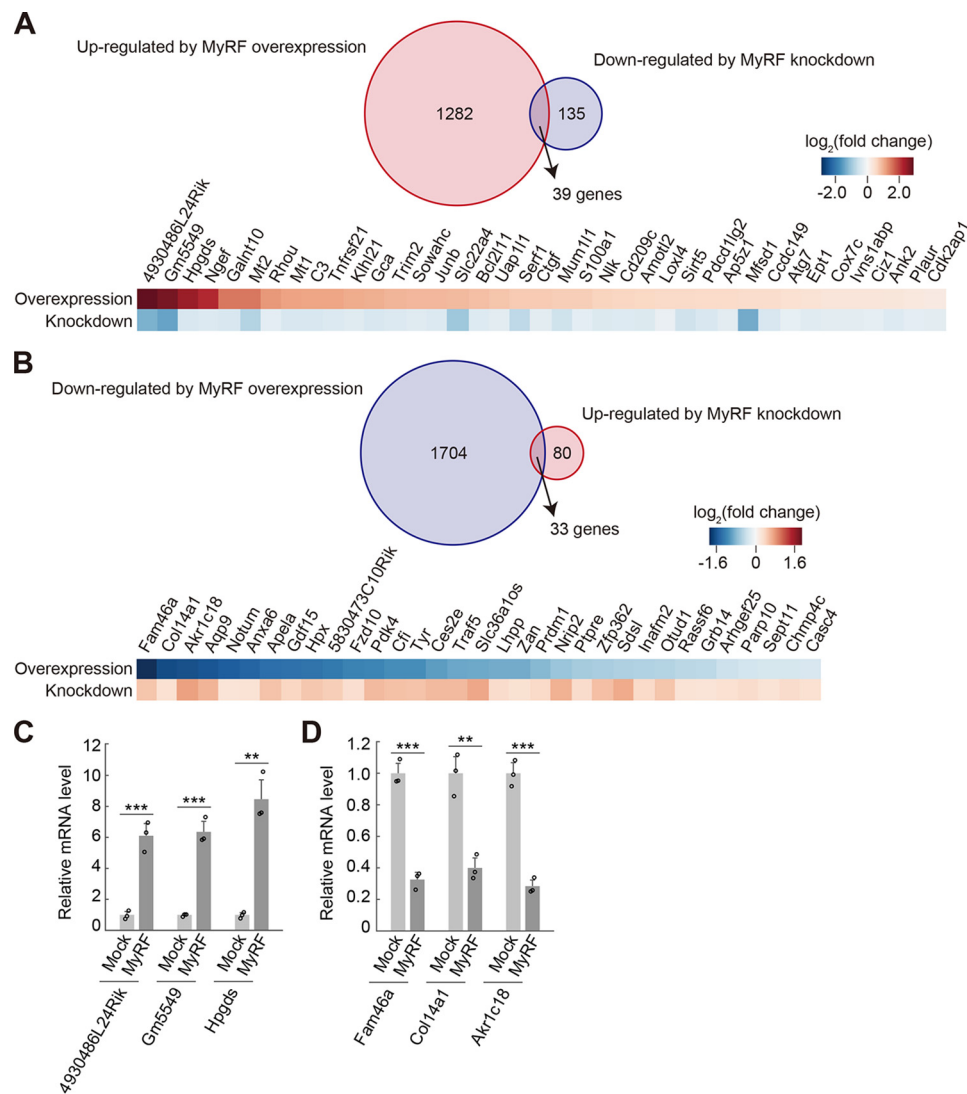 A
Up-regulated by MyRF overexpression
Down-regulated by MyRF knockdown
1282
135
39 genes
log2(fold change)
-2.0 0 2.0
4930486L24Rik
Gm5549
Hpgds
Ngef
Galnt10
Mt2
Rhou
Mt1
C3
Tnfrsf21
Klhl21
Gca
Trim2
Sowahc
Junb
Slc22a4
Bcl2l11
Uap1l1
Serf1
Ctgf
Mum1l1
S100a1
Nlk
Cd209c
Amotl2
Loxl4
Sirt5
Pdcd1lg2
Ap5z1
Mfsd1
Ccdc149
Atg7
Ept1
Cox7c
Ivns1abp
Ciz1
Ank2
Plaur
Cdk2ap1
Overexpression
Knockdown
B
Down-regulated by MyRF overexpression
Up-regulated by MyRF knockdown
1704
80
33 genes
log2(fold change)
-1.6 0 1.6
Fam46a
Col14a1
Akr1c18
Aqp9
Notum
Anxa6
Apela
Gdf15
Hpx
5830473C10Rik
Fzd10
Pdk4
Cfi
Tyr
Ces2e
Traf5
Slc36a1os
Lhpp
Zan
Prdm1
Nrip2
Ptpre
Zfp362
Sdsl
Inafm2
Otud1
Rassf6
Grb14
Arhgef25
Parp10
Sept11
Chmp4c
Casc4
Overexpression
Knockdown
C
Relative mRNA level
12
10
8
6
4
2
0
***
***
**
Mock
MyRF
Mock
MyRF
Mock
MyRF
4930486L24Rik
Gm5549
Hpgds
D
Relative mRNA level
1.2
1.0
0.8
0.6
0.4
0.2
0
***
**
***
Mock
MyRF
Mock
MyRF
Mock
MyRF
Fam46a
Col14a1
Akr1c18